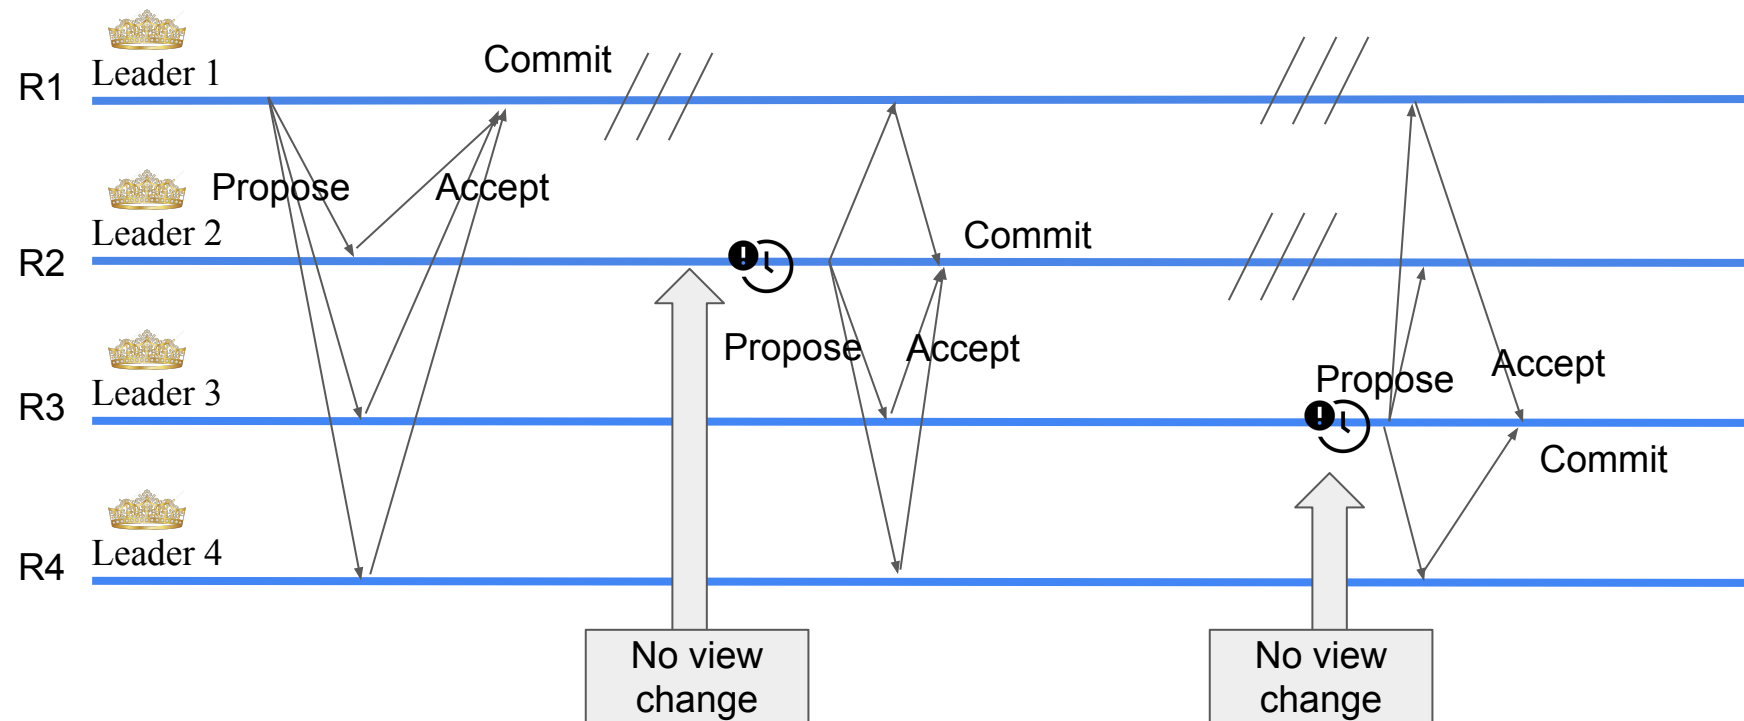 R1
Leader 1
Commit
Propose
Accept
R2
Leader 2
Commit
Propose
Accept
R3
Leader 3
Propose
Accept
Commit
R4
Leader 4
No view
change
No view
change